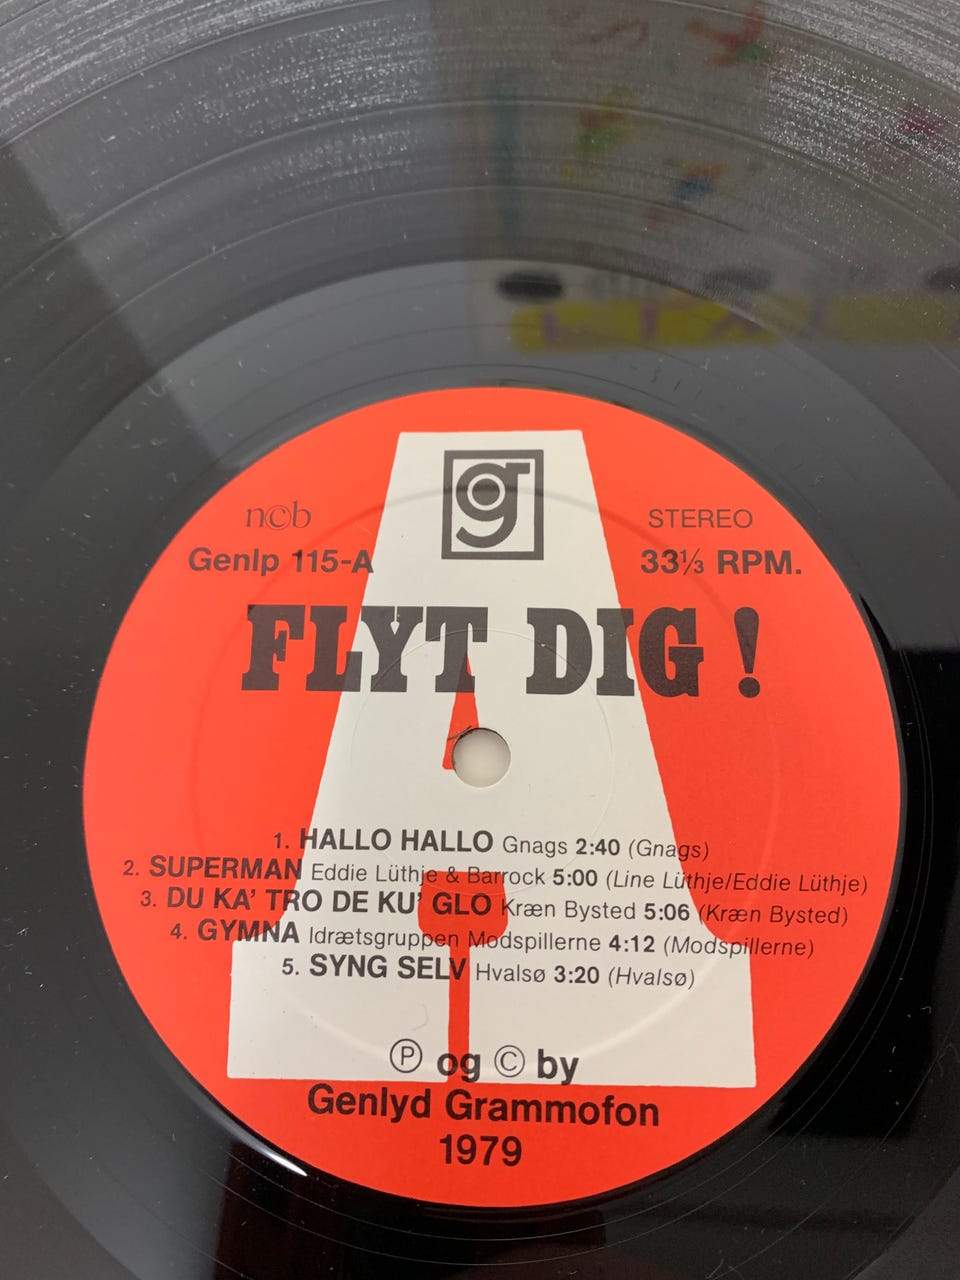 g
ncb STEREO
Genlp 115-A 33⅓ RPM.
FLYT DIG !
1. HALLO HALLO Gnags 2:40 (Gnags)
2. SUPERMAN Eddie Lüthje & Barrock 5:00 (Line Lüthje/Eddie Lüthje)
3. DU KA' TRO DE KU' GLO Kræn Bysted 5:06 (Kræn Bysted)
4. GYMNA Idrætsgruppen Modspillerne 4:12 (Modspillerne)
5. SYNG SELV Hvalsø 3:20 (Hvalsø)
Ⓟ og © by
Genlyd Grammofon
1979
A